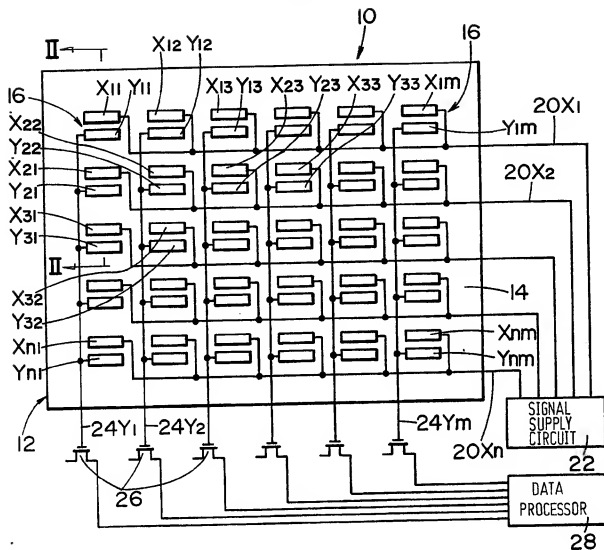 II
10
X12
Y12
X11 Y11
X13 Y13
X23
Y23
X33
Y33
X1m
16
16
Y1m
20X1
X22
Y22
X21
20X2
Y21
X31
Y31
II
X32
Y32
14
Xn1
Xnm
Yn1
Ynm
12
24Y1
24Y2
24Ym
20Xn
SIGNAL
SUPPLY
CIRCUIT
22
26
DATA
PROCESSOR
28